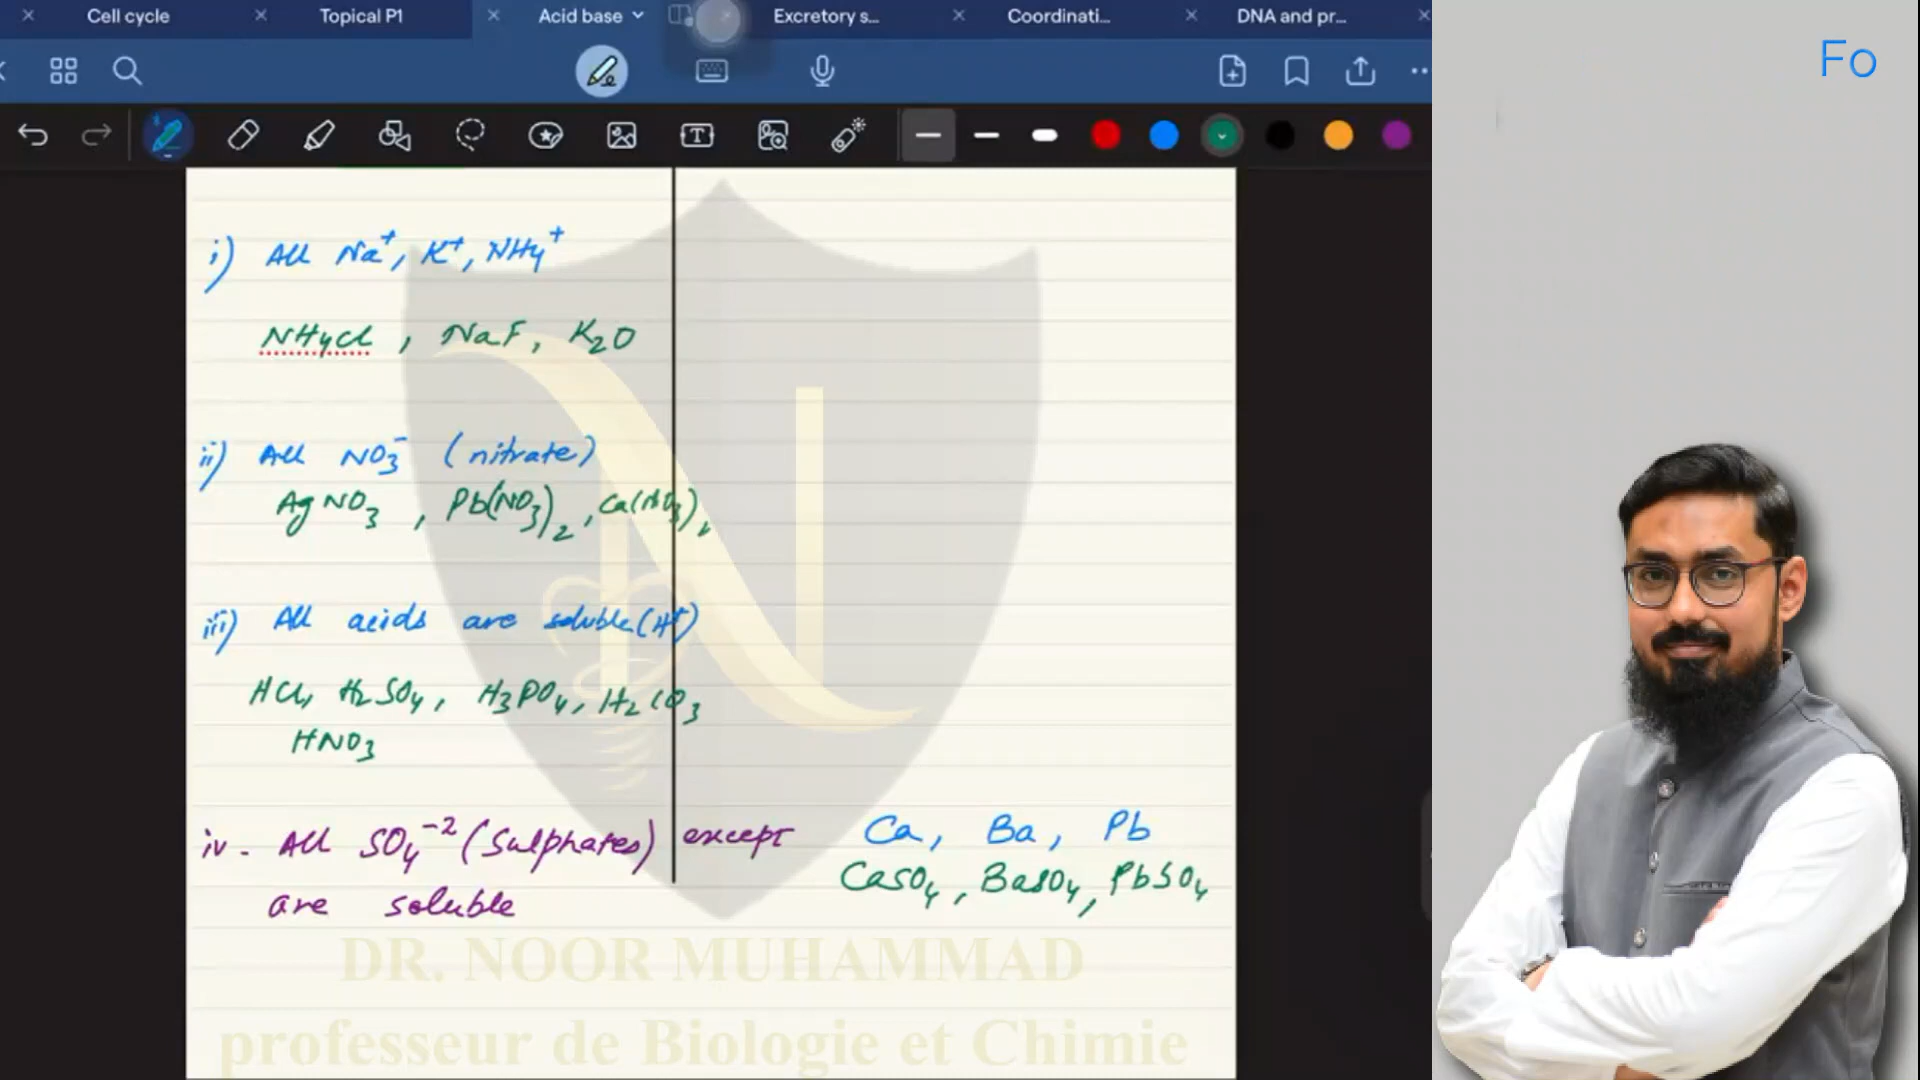 Cell cycle Topical P1 Acid base Excretory s... Coordinati... DNA and pr...
Fo
i) All Na⁺, K⁺, NH₄⁺
NH₄Cl, NaF, K₂O
ii) All NO₃⁻ (nitrate)
AgNO₃, Pb(NO₃)₂, Ca(NO₃)₂
iii) All acids are soluble (H⁺)
HCl, H₂SO₄, H₃PO₄, H₂CO₃
HNO₃
iv. All SO₄⁻² (Sulphates) except Ca, Ba, Pb
are soluble CaSO₄, BaSO₄, PbSO₄
DR. NOOR MUHAMMAD
professeur de Biologie et Chimie